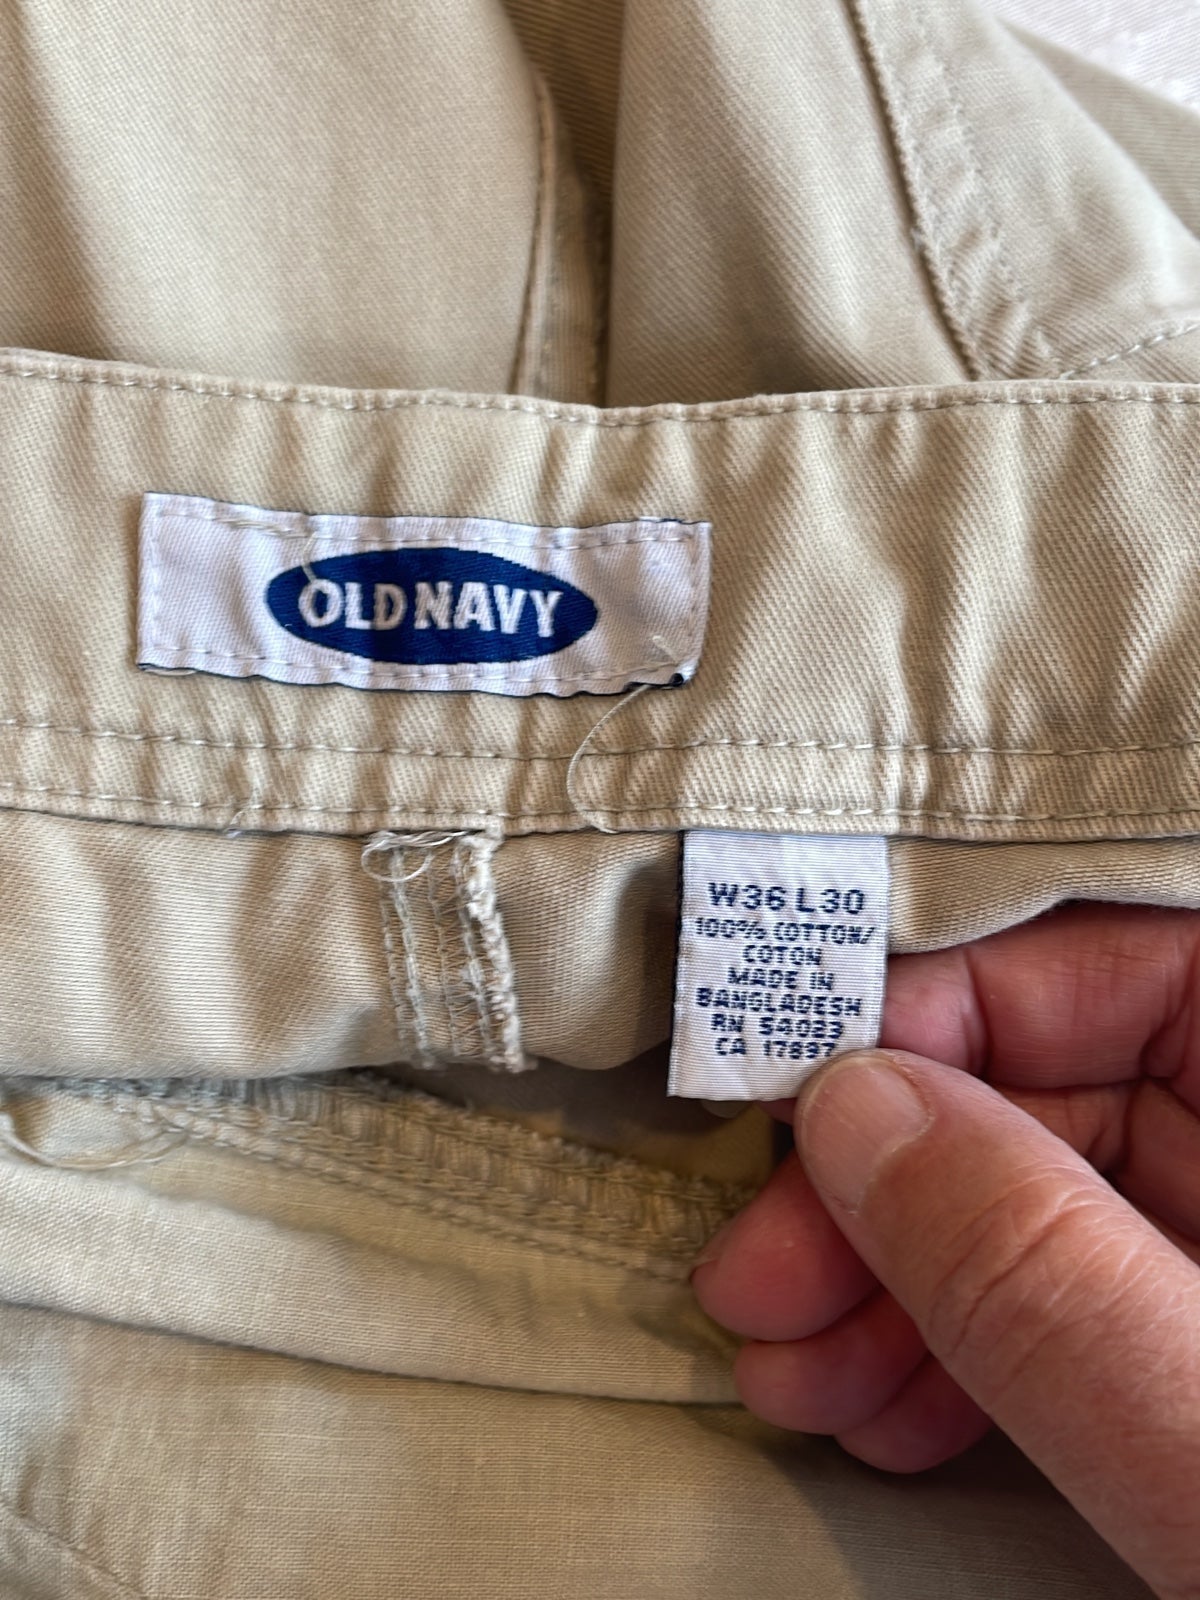 OLD NAVY
W36 L30
100% COTTON/
COTON
MADE IN
BANGLADESH
RN 54023
CA 17897